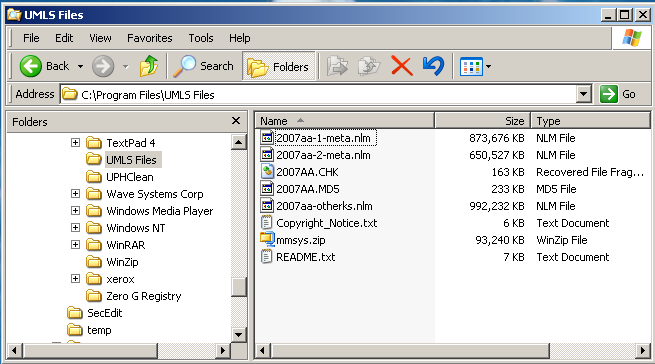 UMLS Files
File Edit View Favorites Tools Help
Back Search Folders
Address C:\Program Files\UMLS Files Go
Folders
TextPad 4
UMLS Files
UPHClean
Wave Systems Corp
Windows Media Player
Windows NT
WinRAR
WinZip
xerox
Zero G Registry
SecEdit
temp
Name Size Type
2007aa-1-meta.nlm 873,676 KB NLM File
2007aa-2-meta.nlm 650,527 KB NLM File
2007AA.CHK 163 KB Recovered File Frag...
2007AA.MD5 233 KB MD5 File
2007aa-otherks.nlm 992,232 KB NLM File
Copyright_Notice.txt 6 KB Text Document
mmsys.zip 93,240 KB WinZip File
README.txt 7 KB Text Document